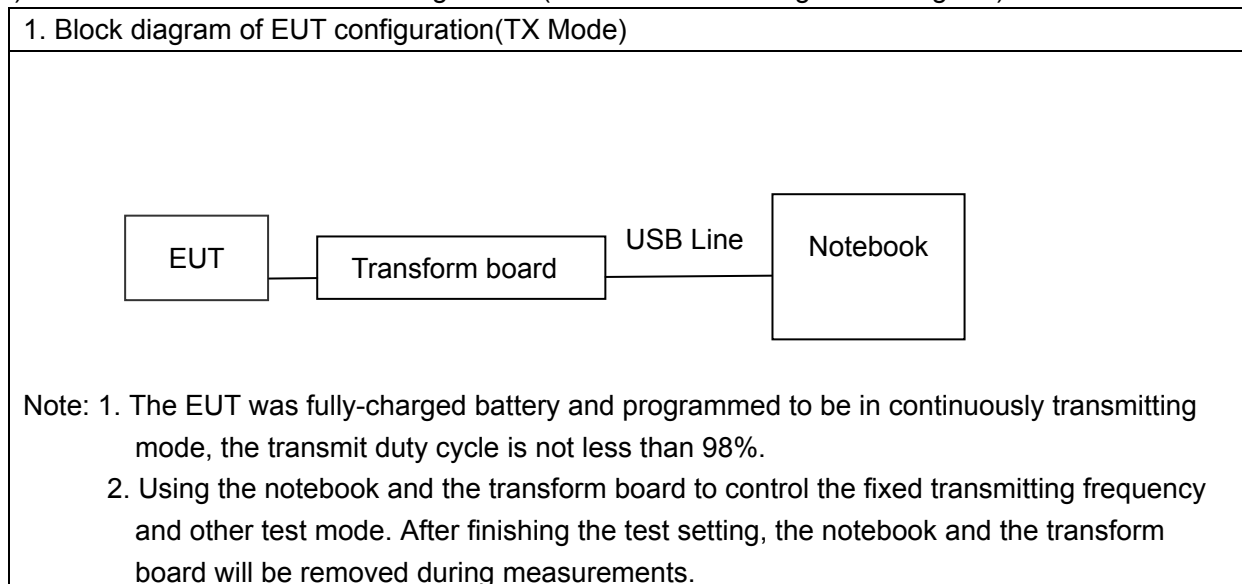 1. Block diagram of EUT configuration(TX Mode)
EUT
Transform board
USB Line
Notebook
Note: 1. The EUT was fully-charged battery and programmed to be in continuously transmitting
mode, the transmit duty cycle is not less than 98%.
2. Using the notebook and the transform board to control the fixed transmitting frequency
and other test mode. After finishing the test setting, the notebook and the transform
board will be removed during measurements.